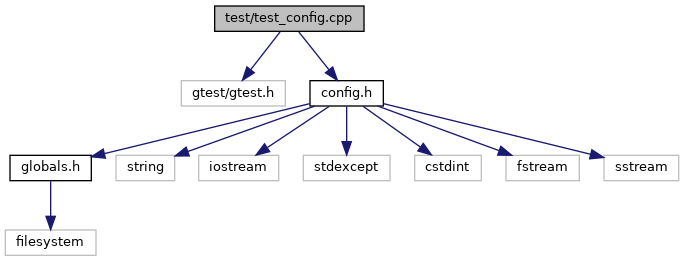 test/test_config.cpp
gtest/gtest.h
config.h
globals.h
string
iostream
stdexcept
cstdint
fstream
sstream
filesystem